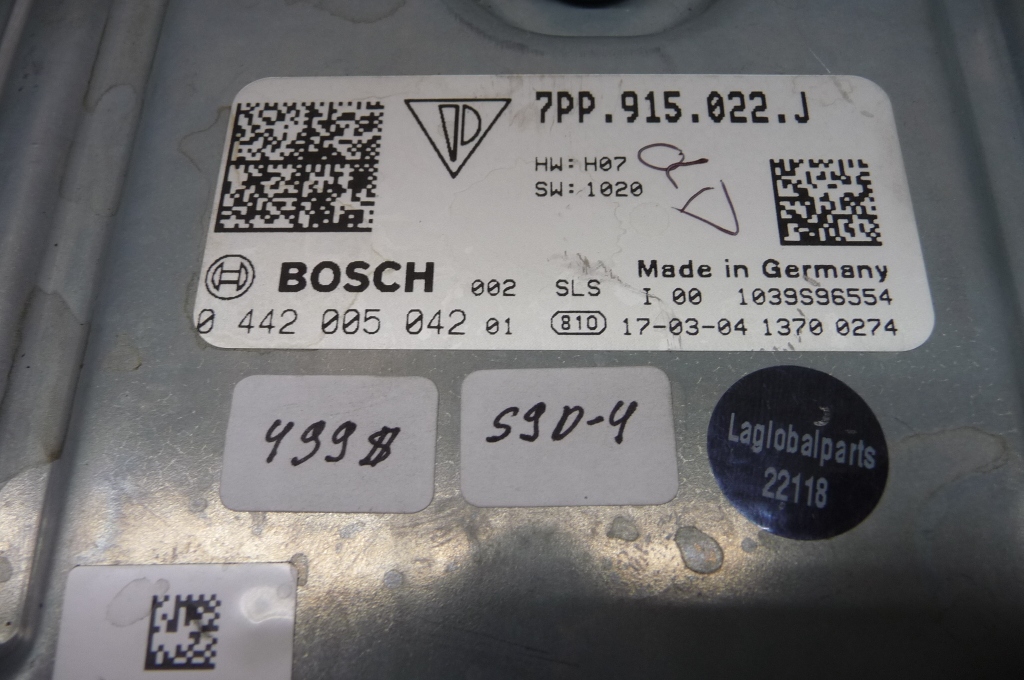 7PP.915.022.J
HW: H07
SW: 1020
Made in Germany
BOSCH 002 SLS I 00 1039S96554
0 442 005 042 01 810 17-03-04 1370 0274
S9D-4
Laglobalparts
22118